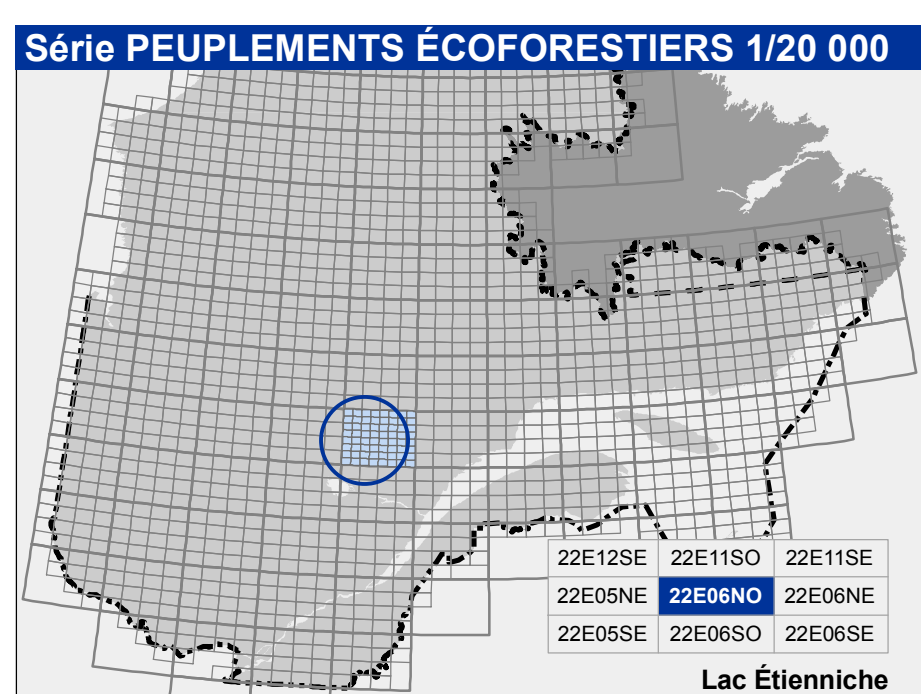 Série PEUPLEMENTS ÉCOFORESTIERS 1/20 000
22E12SE 22E11SO 22E11SE
22E05NE 22E06NO 22E06NE
22E05SE 22E06SO 22E06SE
Lac Étienniche